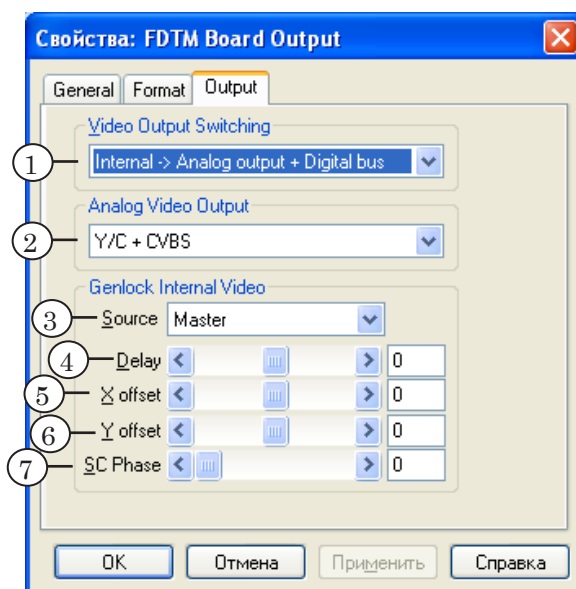 Свойства: FDTM Board Output
General Format Output
Video Output Switching
1 Internal -> Analog output + Digital bus
Analog Video Output
2 Y/C + CVBS
Genlock Internal Video
3 Source Master
4 Delay 0
5 X offset 0
6 Y offset 0
7 SC Phase 0
OK Отмена Применить Справка